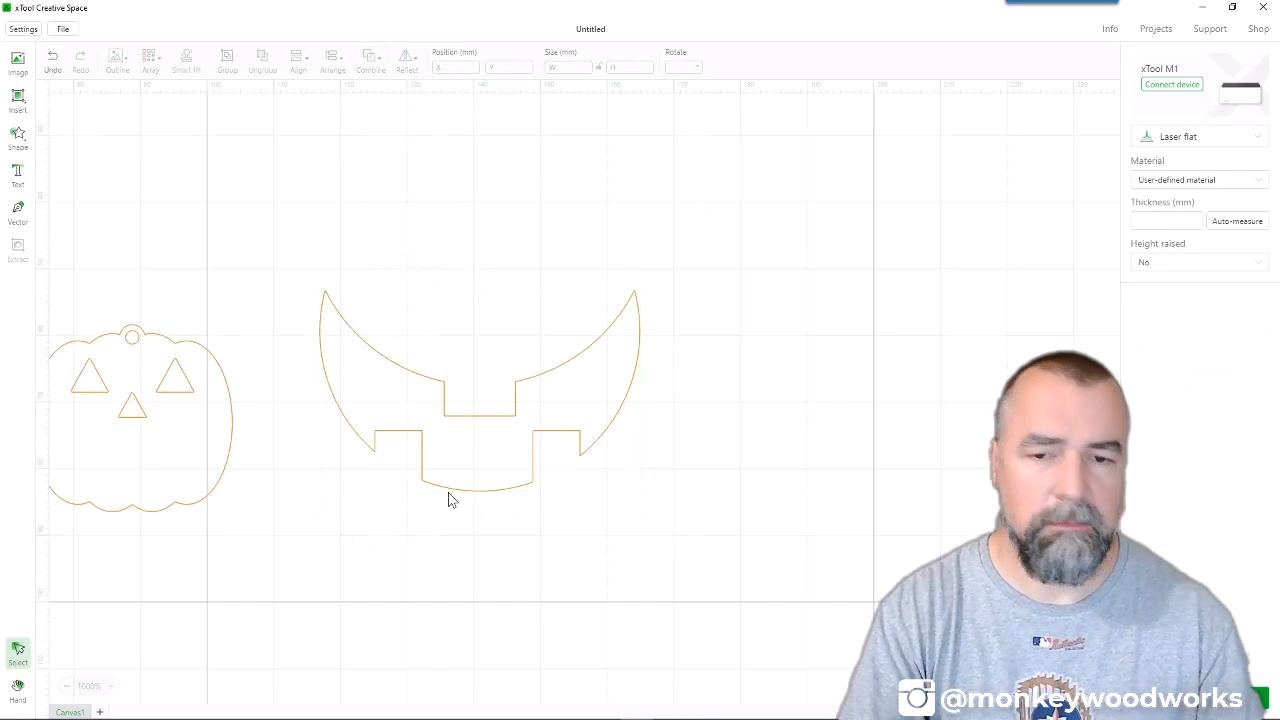 xTool Creative Space
Settings
File
Untitled
Info
Projects
Support
Shop
Undo
Redo
Outline
Array
Smart fill
Group
Ungroup
Align
Arrange
Combine
Reflect
Position (mm)
X
Y
Size (mm)
W
H
Rotate
Image
Insert
Shape
Text
Vector
Extract
Select
Hand
xTool M1
Connect device
Laser flat
Material
User-defined material
Thickness (mm)
Auto-measure
Height raised
No
1000%
Canvas1 +
Authentic
@monkeywoodworks